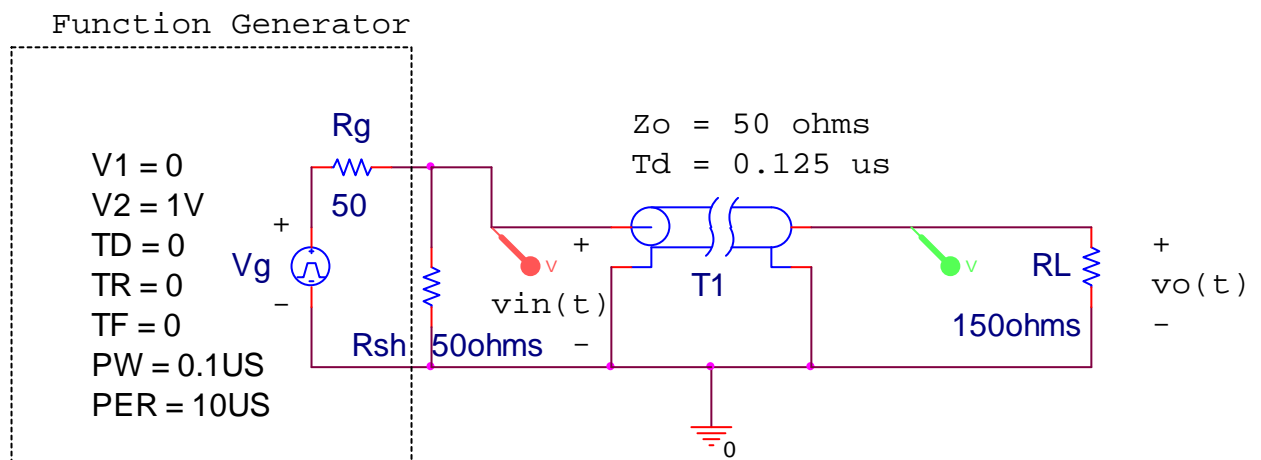 Function Generator
Rg
50
V1 = 0
V2 = 1V
TD = 0
TR = 0
TF = 0
PW = 0.1US
PER = 10US
+
Vg
−
Rsh
50ohms
V
+
vin(t)
−
Zo = 50 ohms
Td = 0.125 us
T1
V
RL
150ohms
+
vo(t)
−
0